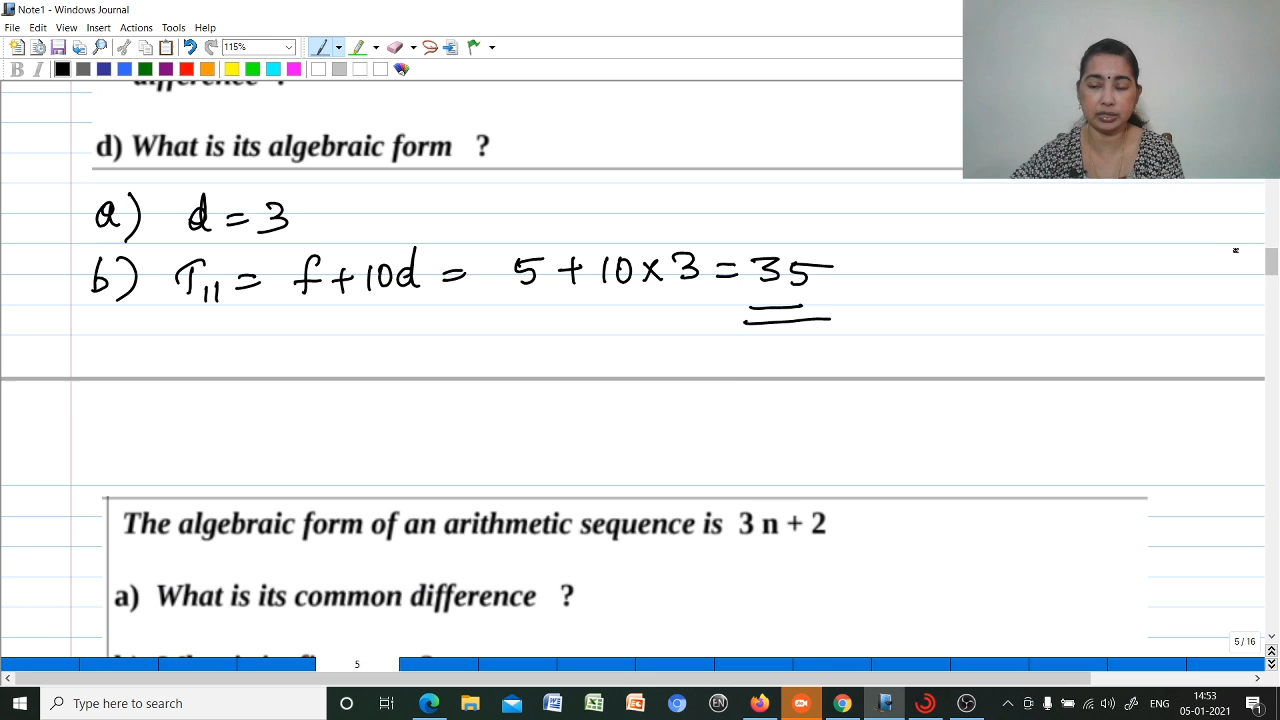 Note1 - Windows Journal
File Edit View Insert Actions Tools Help
115%
B I
difference ?
d) What is its algebraic form ?
a) d = 3
b) T11 = f + 10d = 5 + 10 × 3 = 35
The algebraic form of an arithmetic sequence is 3 n + 2
a) What is its common difference ?
5 / 16
5
Type here to search
EN
14:53
05-01-2021